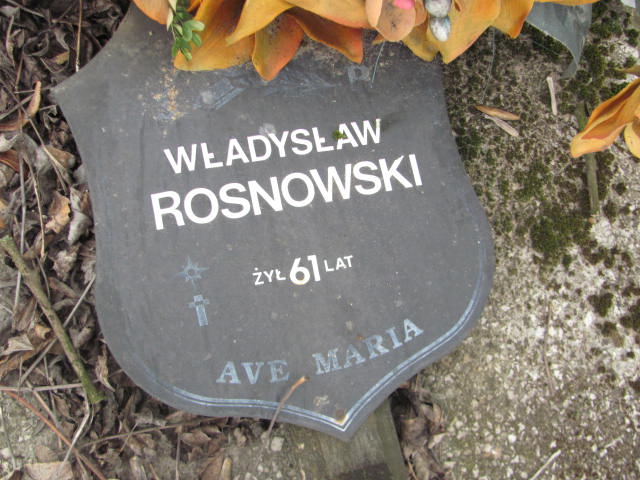 WŁADYSŁAW
ROSNOWSKI
ŻYŁ 61 LAT
AVE MARIA